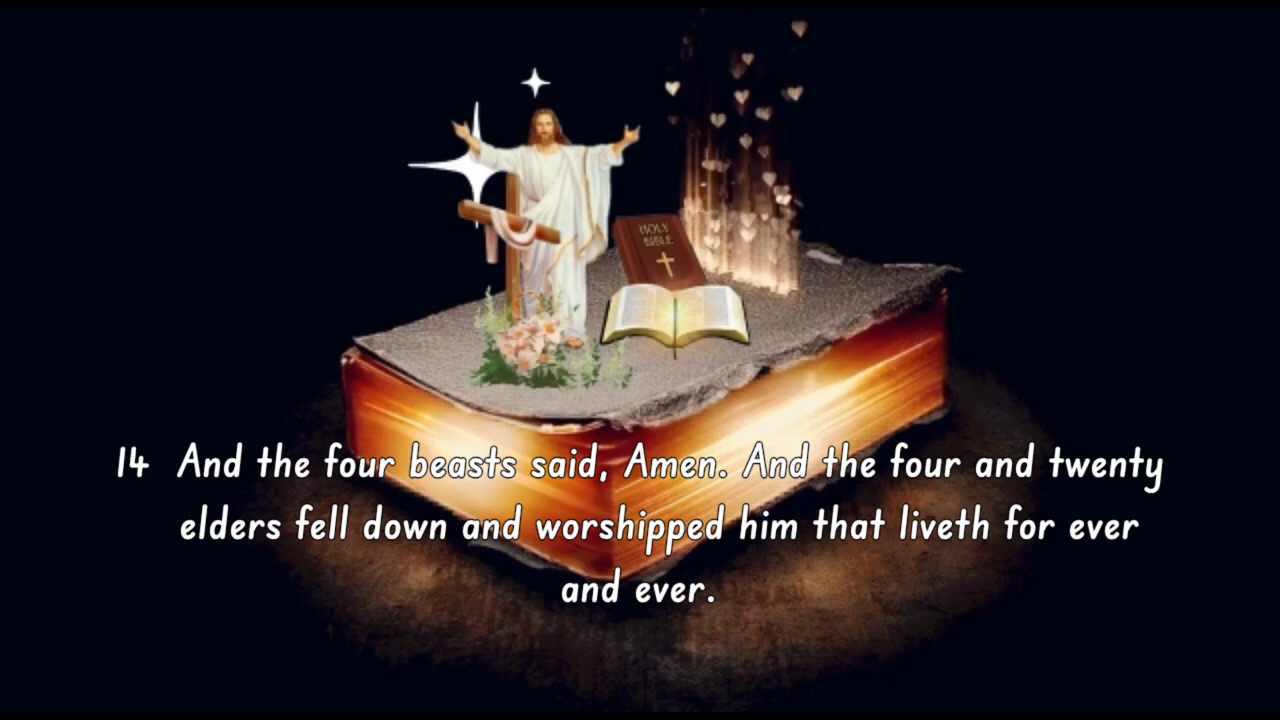 HOLY
BIBLE
14 And the four beasts said, Amen. And the four and twenty
elders fell down and worshipped him that liveth for ever
and ever.